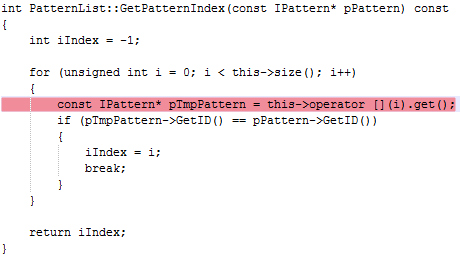 int PatternList::GetPatternIndex(const IPattern* pPattern) const
{
    int iIndex = -1;

    for (unsigned int i = 0; i < this->size(); i++)
    {
        const IPattern* pTmpPattern = this->operator [](i).get();
        if (pTmpPattern->GetID() == pPattern->GetID())
        {
            iIndex = i;
            break;
        }
    }

    return iIndex;
}